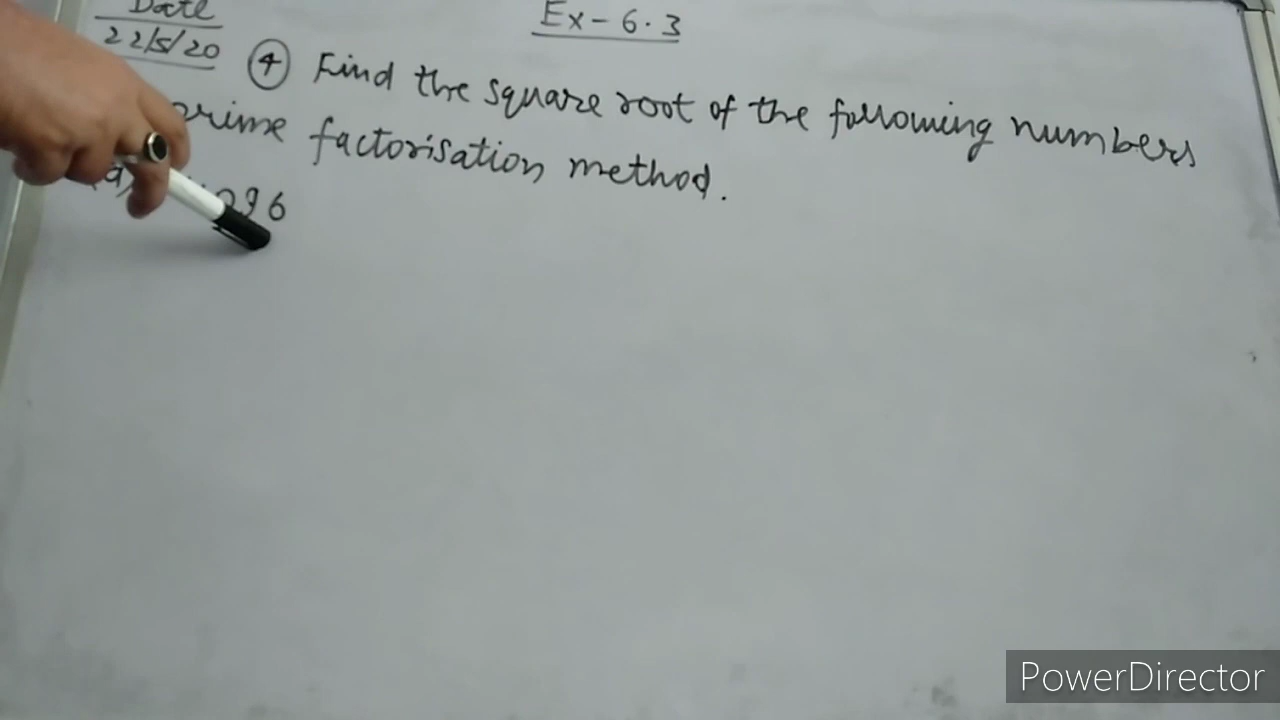 Date
22/5/20
Ex - 6.3
④ Find the square root of the following numbers
prime factorisation method.
96
PowerDirector